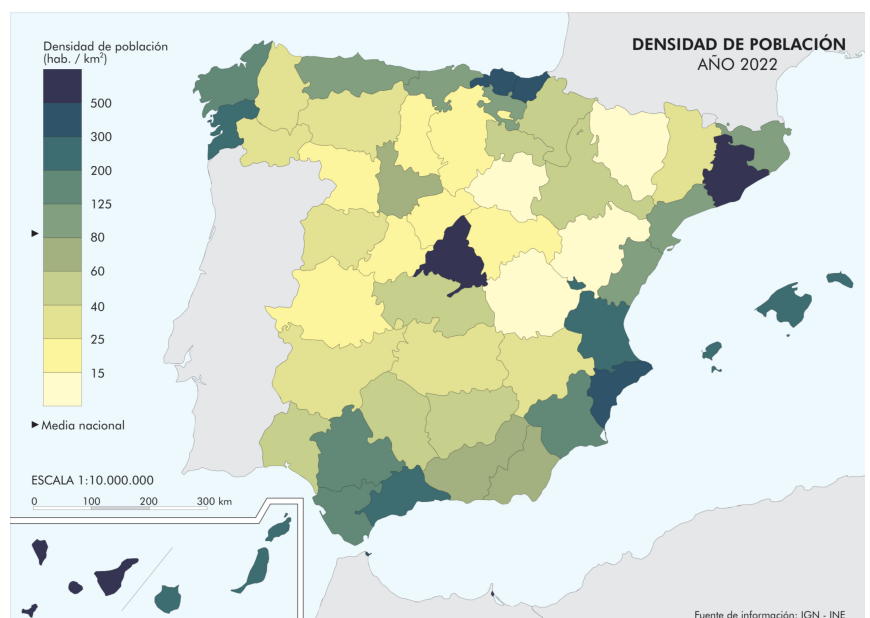 DENSIDAD DE POBLACIÓN
AÑO 2022
Densidad de población
(hab. / km²)
500
300
200
125
80
60
40
25
15
Media nacional
ESCALA 1:10.000.000
0 100 200 300 km
Fuente de información: IGN - INE